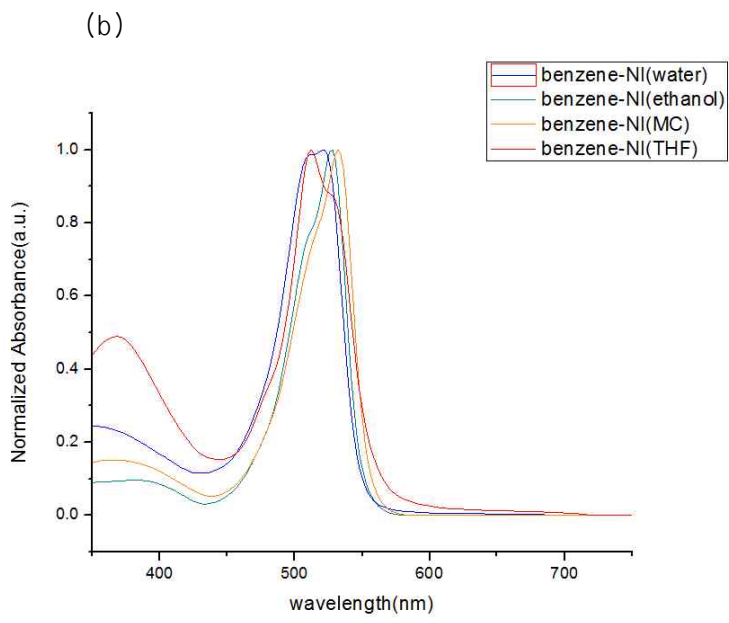 (b)
benzene-NI(water)
benzene-NI(ethanol)
benzene-NI(MC)
benzene-NI(THF)
1.0
0.8
0.6
0.4
0.2
0.0
Normalized Absorbance(a.u.)
400
500
600
700
wavelength(nm)